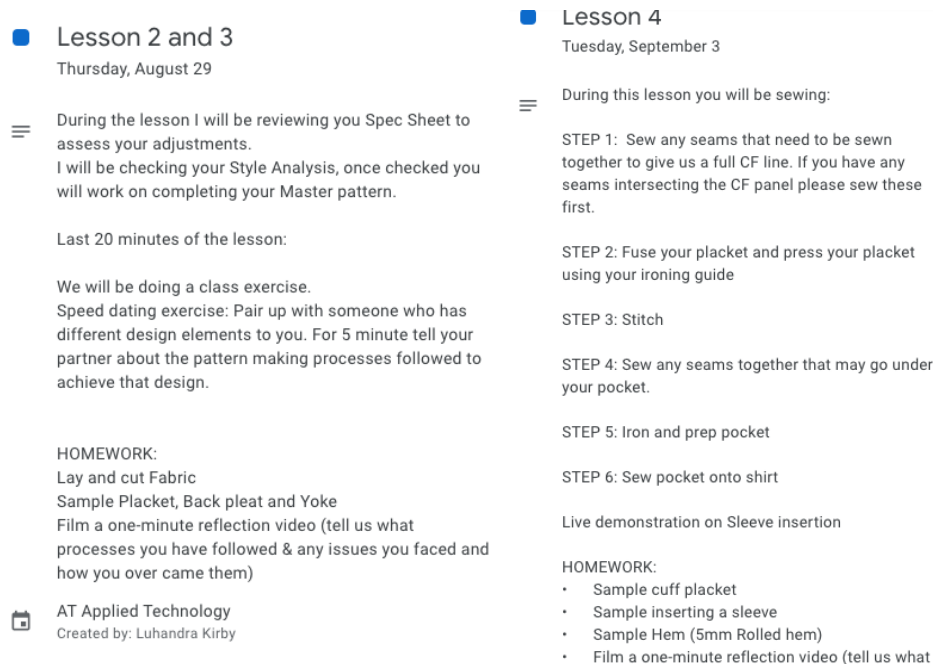 Lesson 2 and 3
Thursday, August 29
During the lesson I will be reviewing you Spec Sheet to
assess your adjustments.
I will be checking your Style Analysis, once checked you
will work on completing your Master pattern.
Last 20 minutes of the lesson:
We will be doing a class exercise.
Speed dating exercise: Pair up with someone who has
different design elements to you. For 5 minute tell your
partner about the pattern making processes followed to
achieve that design.
HOMEWORK:
Lay and cut Fabric
Sample Placket, Back pleat and Yoke
Film a one-minute reflection video (tell us what
processes you have followed & any issues you faced and
how you over came them)
AT Applied Technology
Created by: Luhandra Kirby
Lesson 4
Tuesday, September 3
During this lesson you will be sewing:
STEP 1:  Sew any seams that need to be sewn
together to give us a full CF line. If you have any
seams intersecting the CF panel please sew these
first.
STEP 2: Fuse your placket and press your placket
using your ironing guide
STEP 3: Stitch
STEP 4: Sew any seams together that may go under
your pocket.
STEP 5: Iron and prep pocket
STEP 6: Sew pocket onto shirt
Live demonstration on Sleeve insertion
HOMEWORK:
• Sample cuff placket
• Sample inserting a sleeve
• Sample Hem (5mm Rolled hem)
• Film a one-minute reflection video (tell us what